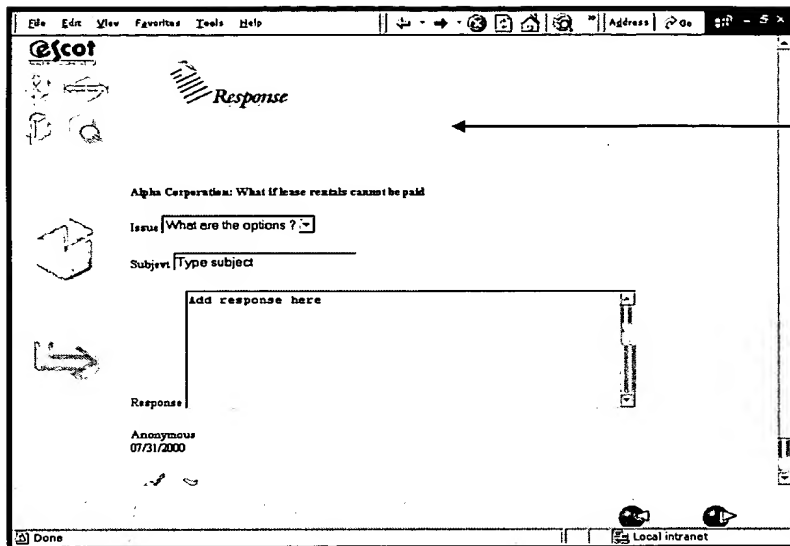 File Edit View Favorites Tools Help
Address Go
eScot
Response
Alpha Corporation: What if lease rentals cannot be paid
Issue What are the options ?
Subject Type subject
Add response here
Response
Anonymous
07/31/2000
Done
Local intranet